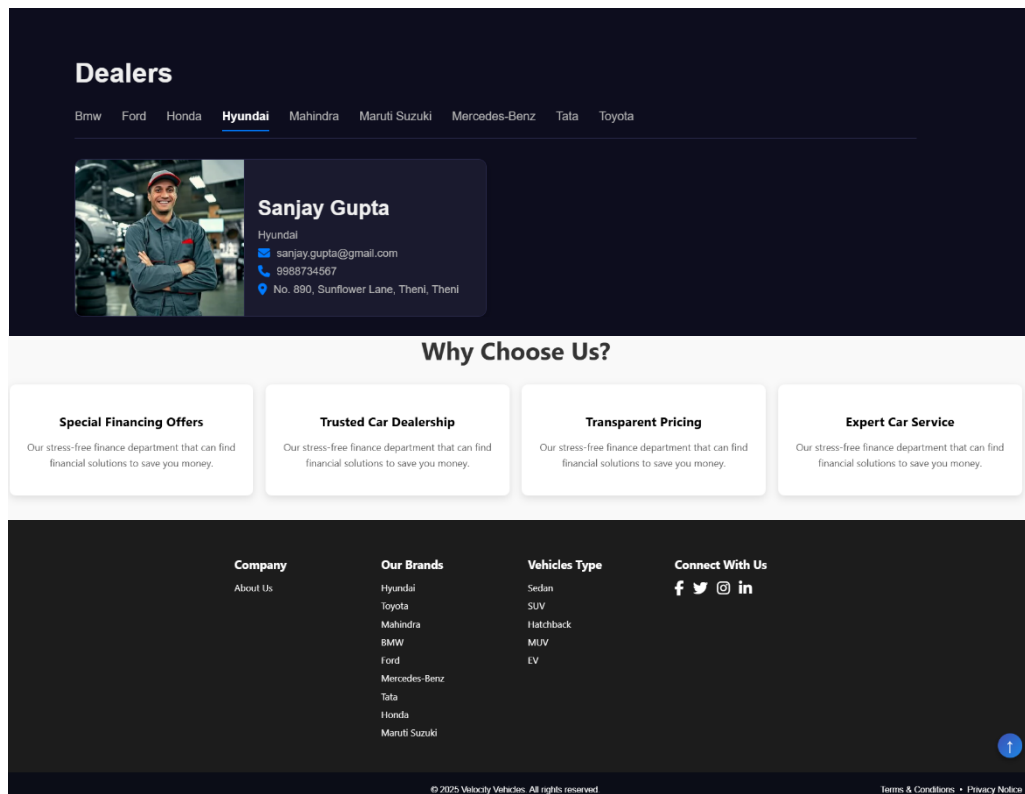 Dealers
Bmw Ford Honda Hyundai Mahindra Maruti Suzuki Mercedes-Benz Tata Toyota
Sanjay Gupta
Hyundai
sanjay.gupta@gmail.com
9988734567
No. 890, Sunflower Lane, Theni, Theni
Why Choose Us?
Special Financing Offers
Our stress-free finance department that can find
financial solutions to save you money.
Trusted Car Dealership
Our stress-free finance department that can find
financial solutions to save you money.
Transparent Pricing
Our stress-free finance department that can find
financial solutions to save you money.
Expert Car Service
Our stress-free finance department that can find
financial solutions to save you money.
Company
About Us
Our Brands
Hyundai
Toyota
Mahindra
BMW
Ford
Mercedes-Benz
Tata
Honda
Maruti Suzuki
Vehicles Type
Sedan
SUV
Hatchback
MUV
EV
Connect With Us
© 2025 Velocity Vehicles. All rights reserved.
Terms & Conditions • Privacy Notice